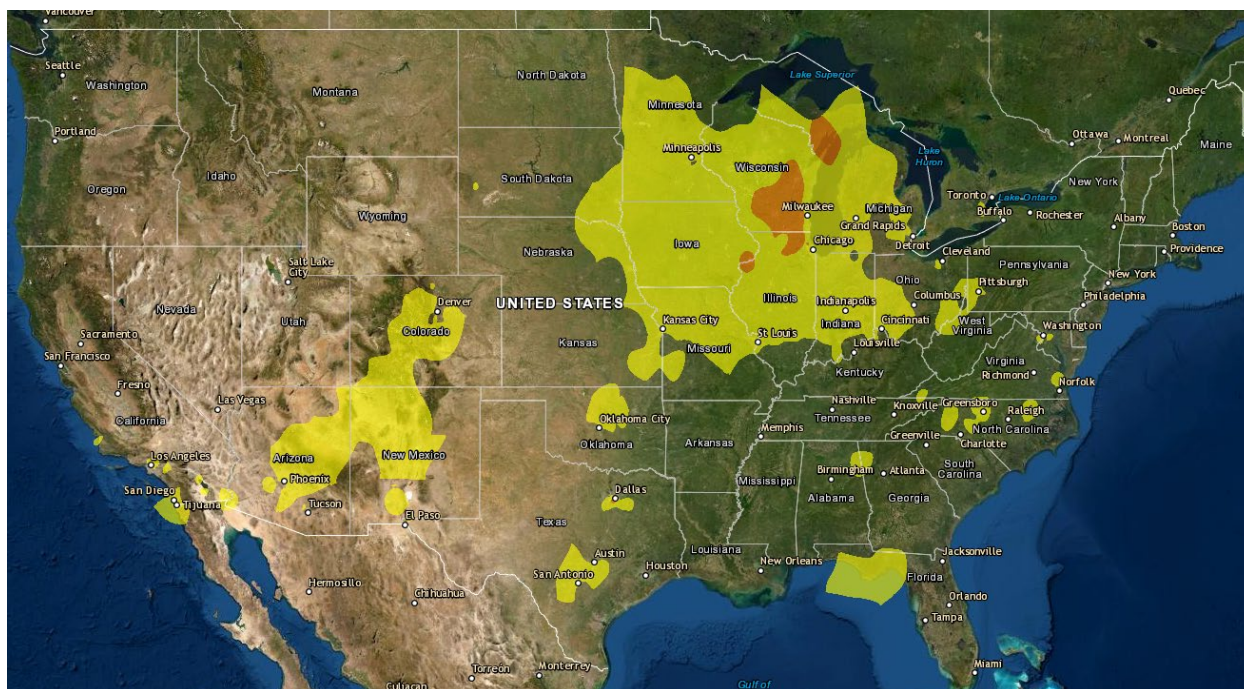 Vancouver
Seattle
Washington
Portland
Oregon
Idaho
Montana
North Dakota
South Dakota
Wyoming
Nebraska
Minnesota
Minneapolis
Lake Superior
Wisconsin
Milwaukee
Michigan
Grand Rapids
Lake
Huron
Detroit
Chicago
Iowa
Quebec
Ottawa
Montreal
Maine
Toronto
Lake Ontario
New York
Buffalo
Rochester
Albany
Boston
Providence
Cleveland
Pennsylvania
New York
Pittsburgh
Philadelphia
Ohio
Columbus
Salt Lake
City
Nevada
Utah
Sacramento
San Francisco
Fresno
California
Las Vegas
Denver
Colorado
UNITED STATES
Kansas
Kansas City
Missouri
St Louis
Illinois
Indianapolis
Indiana
Cincinnati
Louisville
Kentucky
West
Virginia
Washington
Virginia
Richmond
Norfolk
Los Angeles
San Diego
Tijuana
Arizona
Phoenix
Tucson
New Mexico
El Paso
Oklahoma City
Oklahoma
Arkansas
Memphis
Nashville
Tennessee
Knoxville
Greensboro
Raleigh
North Carolina
Charlotte
Greenville
South
Carolina
Birmingham
Atlanta
Alabama
Georgia
Mississippi
Dallas
Texas
Austin
San Antonio
Houston
Louisiana
New Orleans
Jacksonville
Florida
Orlando
Tampa
Miami
Hermosillo
Chihuahua
Torreon
Monterrey
Culiacan
Gulf of